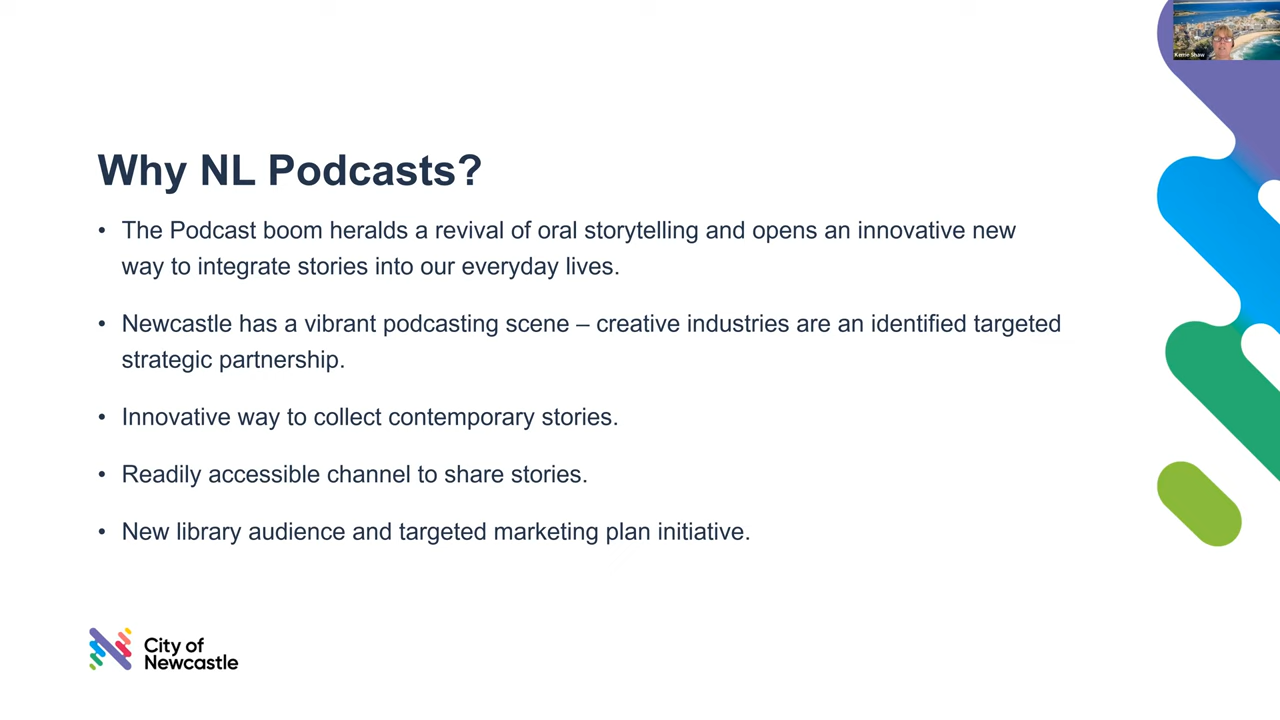 Kerrie Shaw
Why NL Podcasts?
• The Podcast boom heralds a revival of oral storytelling and opens an innovative new
way to integrate stories into our everyday lives.
• Newcastle has a vibrant podcasting scene – creative industries are an identified targeted
strategic partnership.
• Innovative way to collect contemporary stories.
• Readily accessible channel to share stories.
• New library audience and targeted marketing plan initiative.
City of
Newcastle